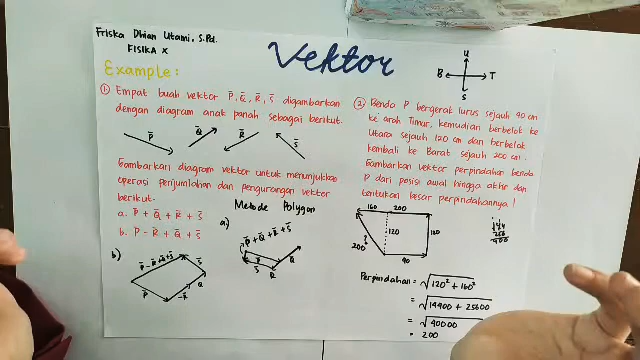 Friska Dhian Utami, S.Pd.
FISIKA X
Vektor
U
B T
S
Example:
① Empat buah vektor P, Q, R, S digambarkan
dengan diagram anak panah sebagai berikut.
P Q R S
Gambarkan diagram vektor untuk menunjukkan
operasi penjumlahan dan pengurangan vektor
berikut.
a. P + Q + R + S
b. P - R + Q + S
Metode Polygon
a)
P + Q + R + S
P
S
R
Q
b)
P - R + Q + S
S
P
-R
Q
② Benda P bergerak lurus sejauh 90 cm
ke arah Timur, kemudian berbelok ke
Utara sejauh 120 cm dan berbelok
kembali ke Barat sejauh 200 cm.
Gambarkan vektor perpindahan benda
P dari posisi awal hingga akhir dan
tentukan besar perpindahannya!
160 200
120
200
90
Perpindahan = √120² + 160²
= √14400 + 25600
= √40000
= 200